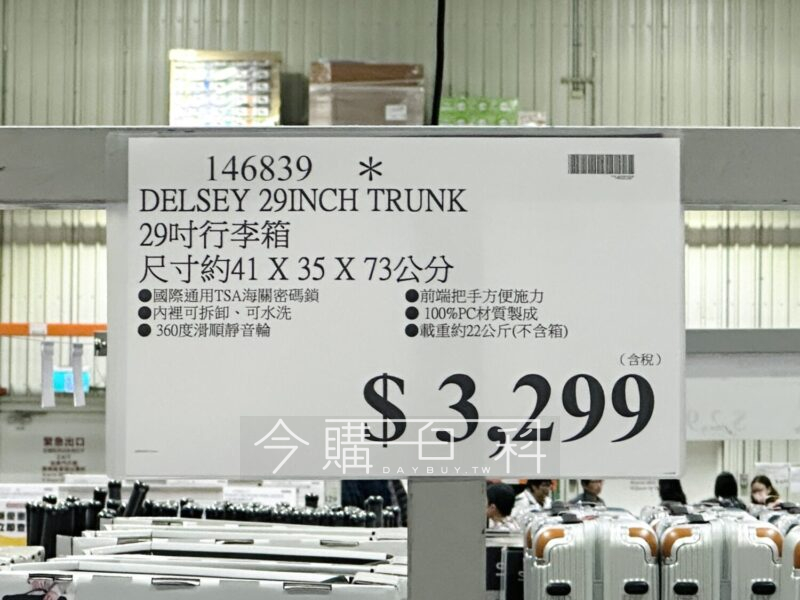 146839 *
DELSEY 29INCH TRUNK
29吋行李箱
尺寸約41 X 35 X 73公分
●國際通用TSA海關密碼鎖
●內裡可拆卸、可水洗
●360度滑順靜音輪
●前端把手方便施力
●100%PC材質製成
●載重約22公斤(不含箱)
(含稅)
$ 3,299
今購百科
DAYBUY.TW
緊急出口